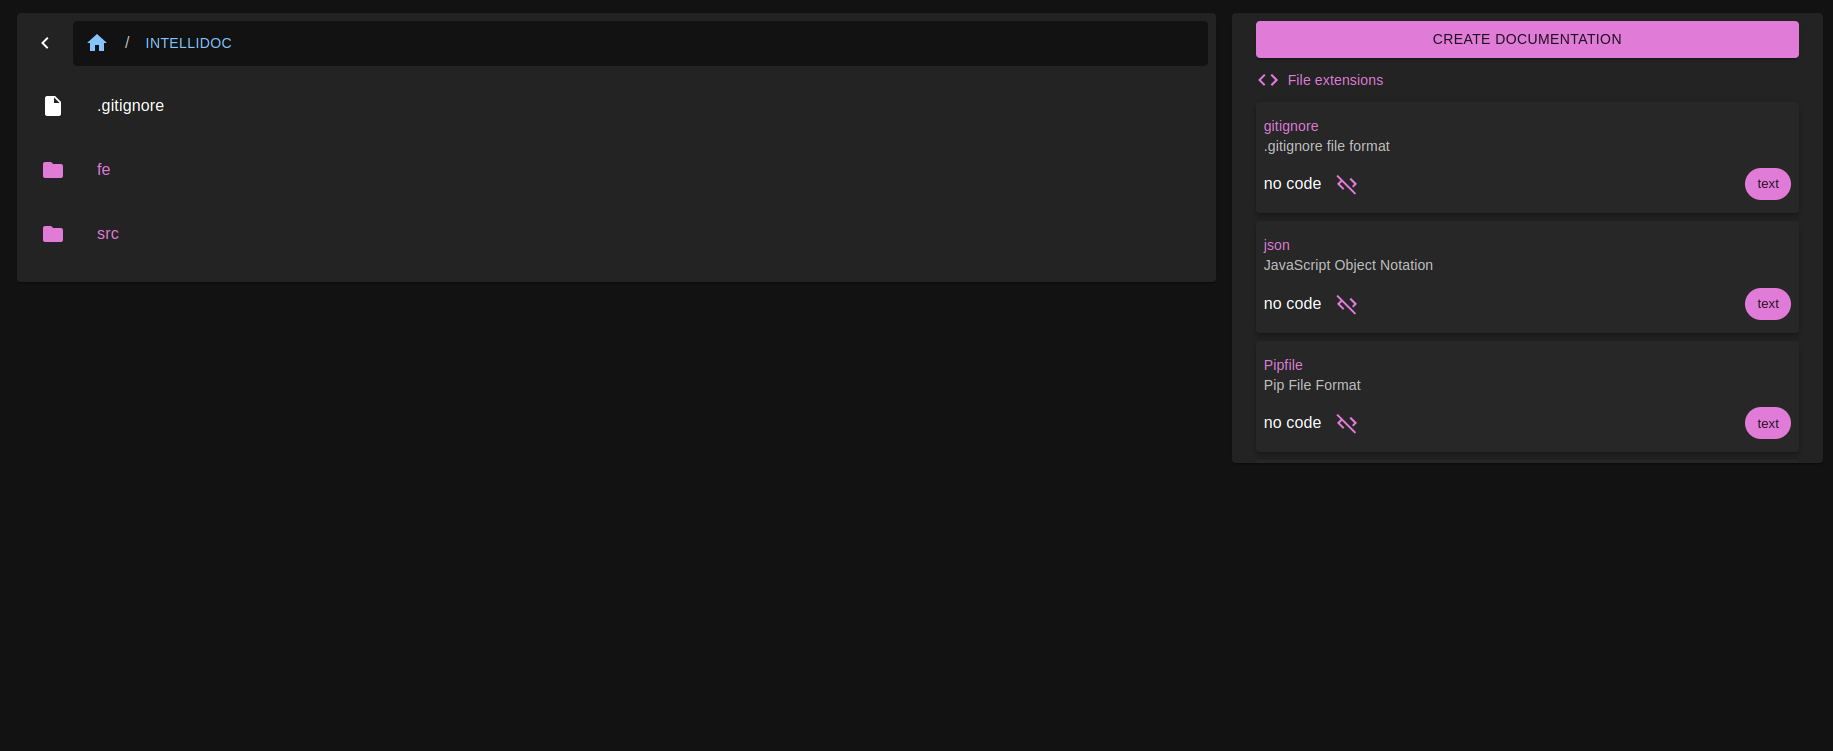 / INTELLIDOC
.gitignore
fe
src
CREATE DOCUMENTATION
File extensions
gitignore
.gitignore file format
no code text
json
JavaScript Object Notation
no code text
Pipfile
Pip File Format
no code text